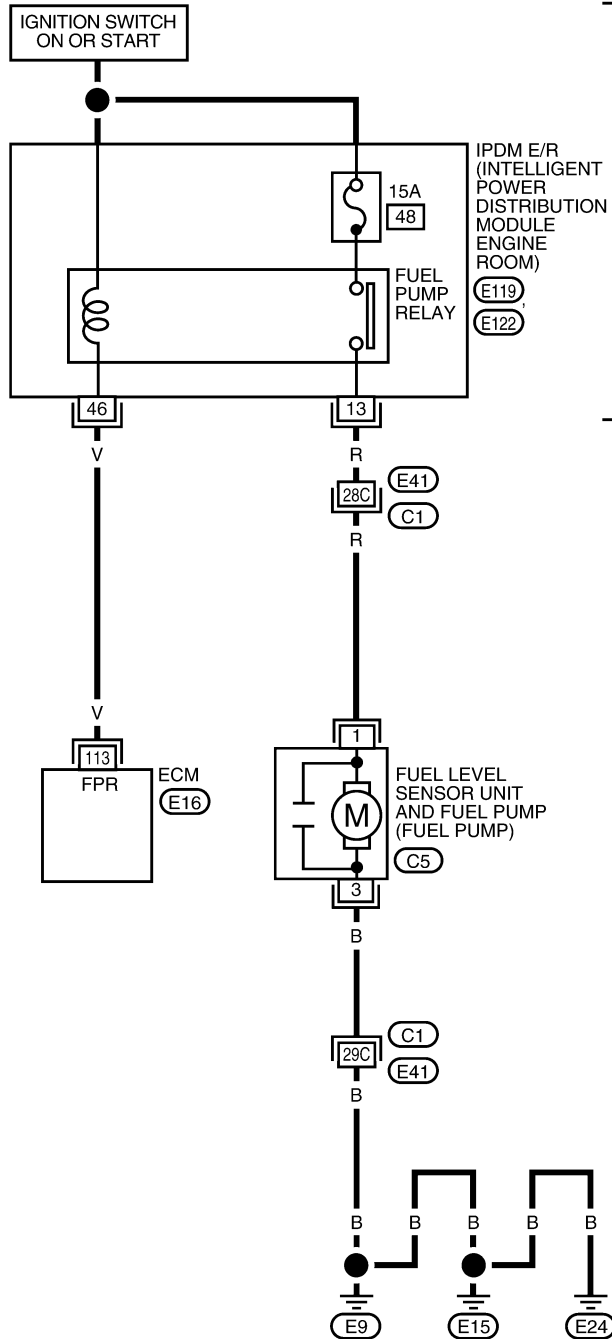 IGNITION SWITCH
ON OR START
IPDM E/R
(INTELLIGENT
POWER
DISTRIBUTION
MODULE
ENGINE
ROOM)
E119,
E122
15A
48
FUEL
PUMP
RELAY
46
13
V
R
28C
E41
C1
R
V
113
FPR
ECM
E16
1
M
FUEL LEVEL
SENSOR UNIT
AND FUEL PUMP
(FUEL PUMP)
C5
3
B
C1
29C
E41
B
B B B B B
E9 E15 E24